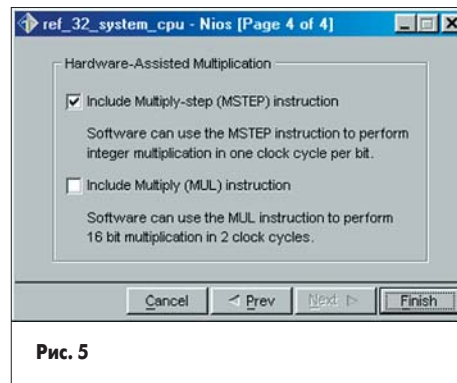 ref_32_system_cpu - Nios [Page 4 of 4]
Hardware-Assisted Multiplication
Include Multiply-step (MSTEP) instruction
Software can use the MSTEP instruction to perform
integer multiplication in one clock cycle per bit.
Include Multiply (MUL) instruction
Software can use the MUL instruction to perform
16 bit multiplication in 2 clock cycles.
Cancel < Prev Next > Finish
Рис. 5